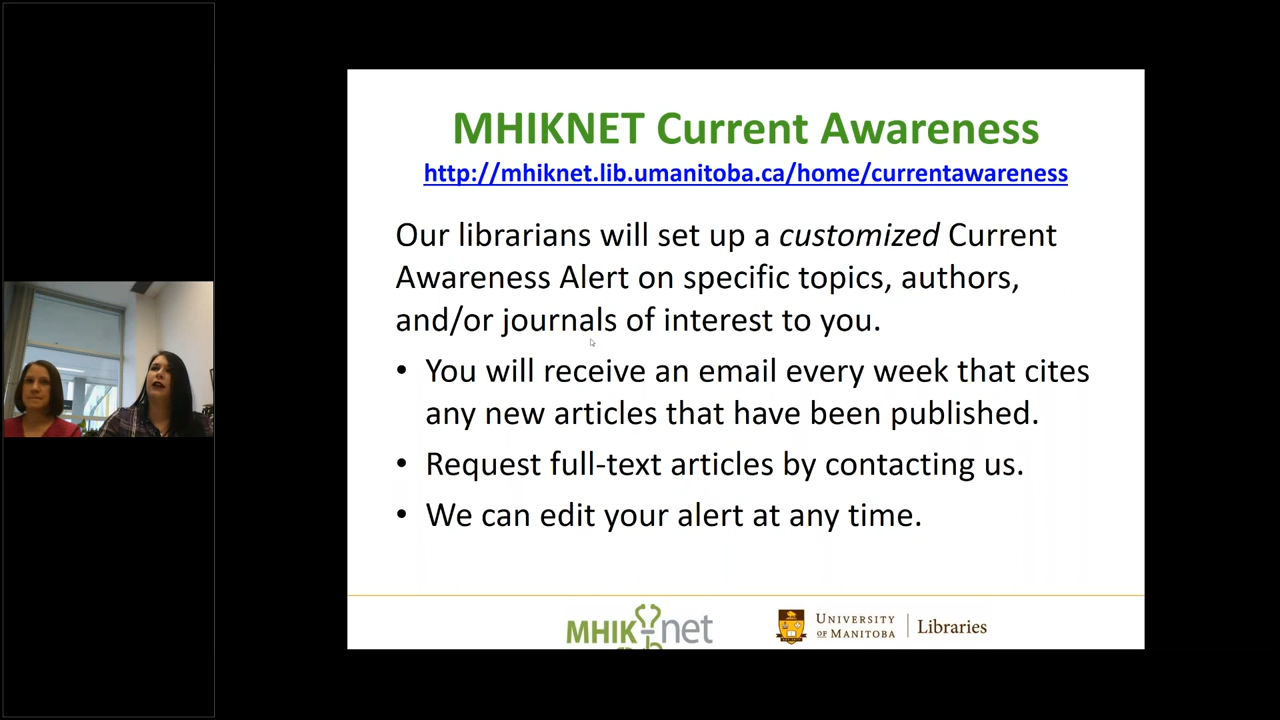 MHIKNET Current Awareness
http://mhiknet.lib.umanitoba.ca/home/currentawareness
Our librarians will set up a customized Current
Awareness Alert on specific topics, authors,
and/or journals of interest to you.
• You will receive an email every week that cites
any new articles that have been published.
• Request full-text articles by contacting us.
• We can edit your alert at any time.
MHIK net
UNIVERSITY
OF MANITOBA
Libraries